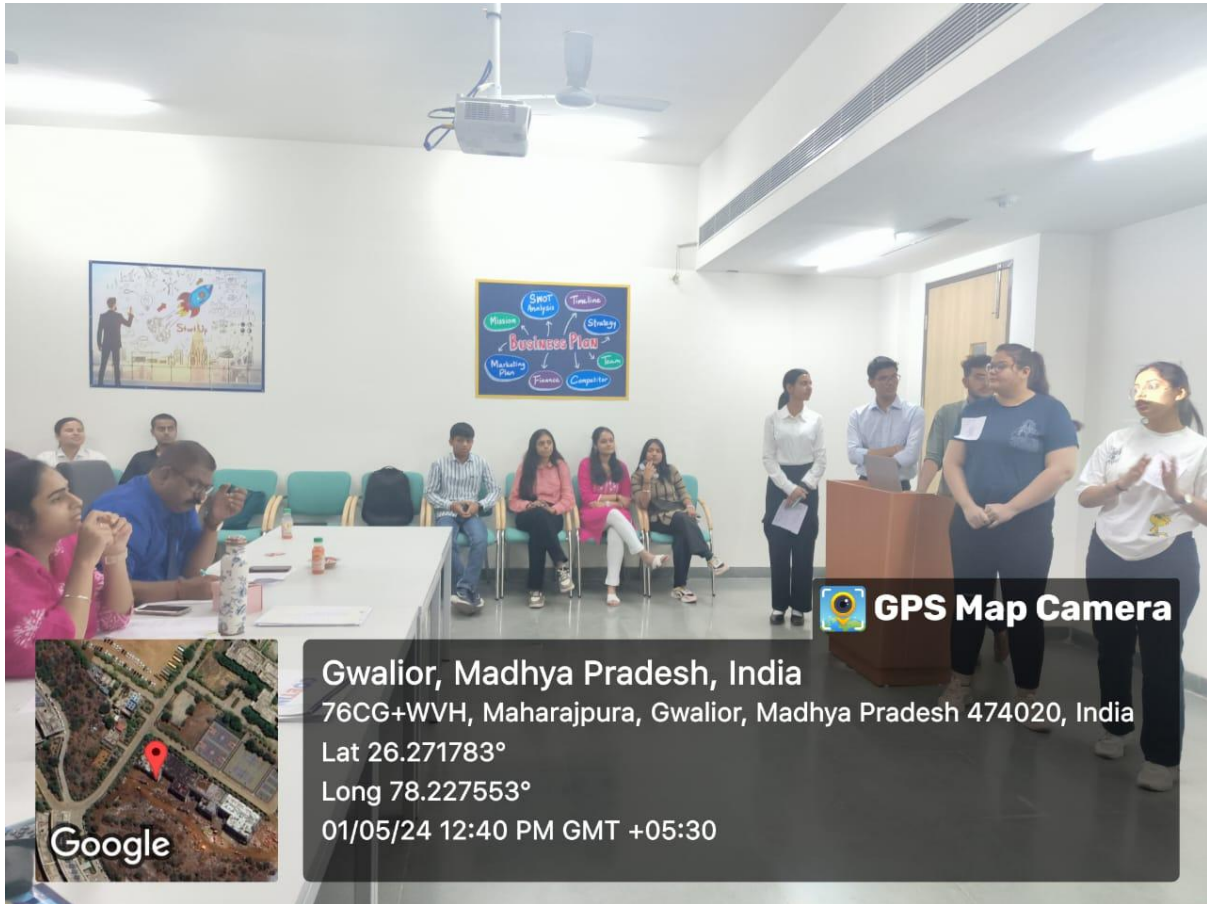 StartUp
SWOT
Analysis
Timeline
Mission
Strategy
Business Plan
Team
Marketing
Plan
Finance
Competitor
GPS Map Camera
Gwalior, Madhya Pradesh, India
76CG+WVH, Maharajpura, Gwalior, Madhya Pradesh 474020, India
Lat 26.271783°
Long 78.227553°
01/05/24 12:40 PM GMT +05:30
Google